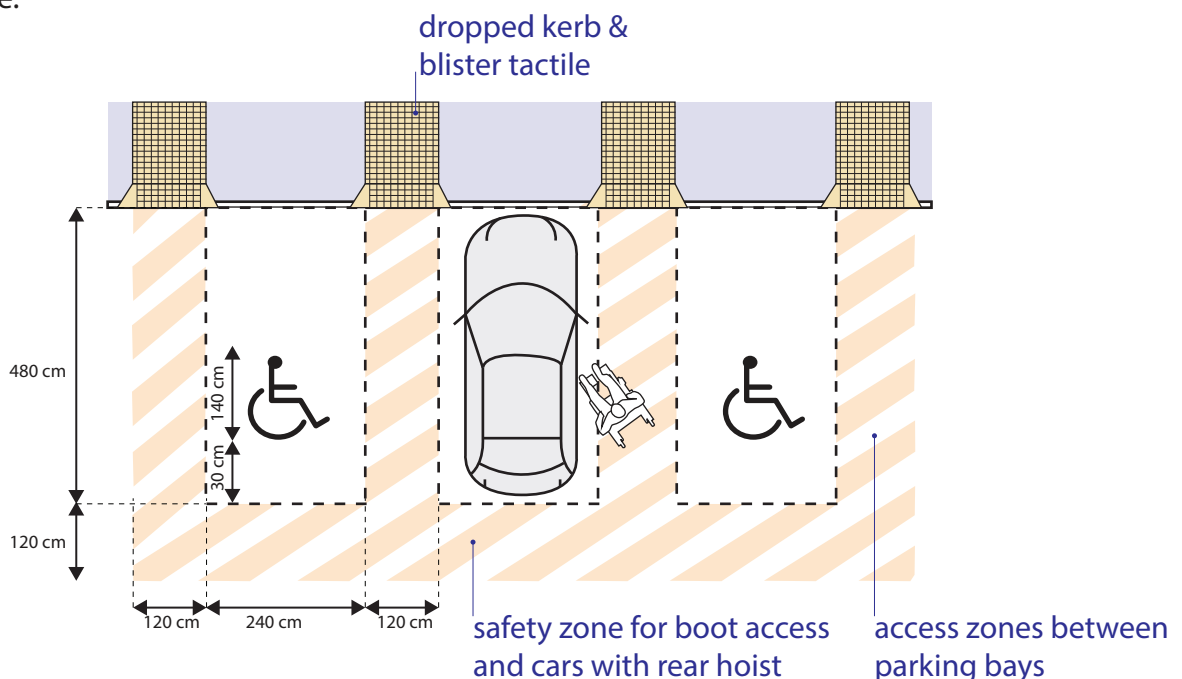 e.
dropped kerb &
blister tactile
480 cm
140 cm
30 cm
120 cm
120 cm
240 cm
120 cm
safety zone for boot access
and cars with rear hoist
access zones between
parking bays